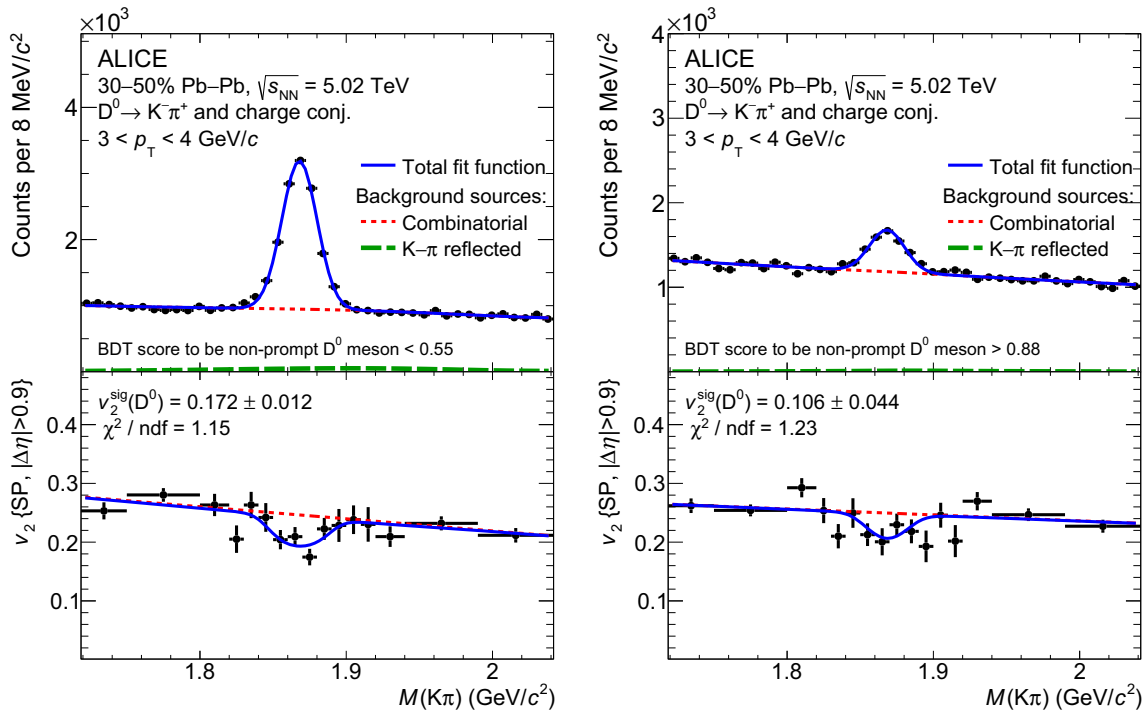 ×10³
Counts per 8 MeV/c²
ALICE
30–50% Pb–Pb, √s_NN = 5.02 TeV
D⁰→ K⁻π⁺ and charge conj.
3 < p_T < 4 GeV/c
Total fit function
Background sources:
Combinatorial
K–π reflected
BDT score to be non-prompt D⁰ meson < 0.55
4
2
v₂ {SP, |Δη|>0.9}
v₂^sig(D⁰) = 0.172 ± 0.012
χ² / ndf = 1.15
0.4
0.3
0.2
0.1
1.8 1.9 2
M(Kπ) (GeV/c²)
×10³
Counts per 8 MeV/c²
ALICE
30–50% Pb–Pb, √s_NN = 5.02 TeV
D⁰→ K⁻π⁺ and charge conj.
3 < p_T < 4 GeV/c
Total fit function
Background sources:
Combinatorial
K–π reflected
BDT score to be non-prompt D⁰ meson > 0.88
4
3
2
1
v₂ {SP, |Δη|>0.9}
v₂^sig(D⁰) = 0.106 ± 0.044
χ² / ndf = 1.23
0.4
0.3
0.2
0.1
1.8 1.9 2
M(Kπ) (GeV/c²)